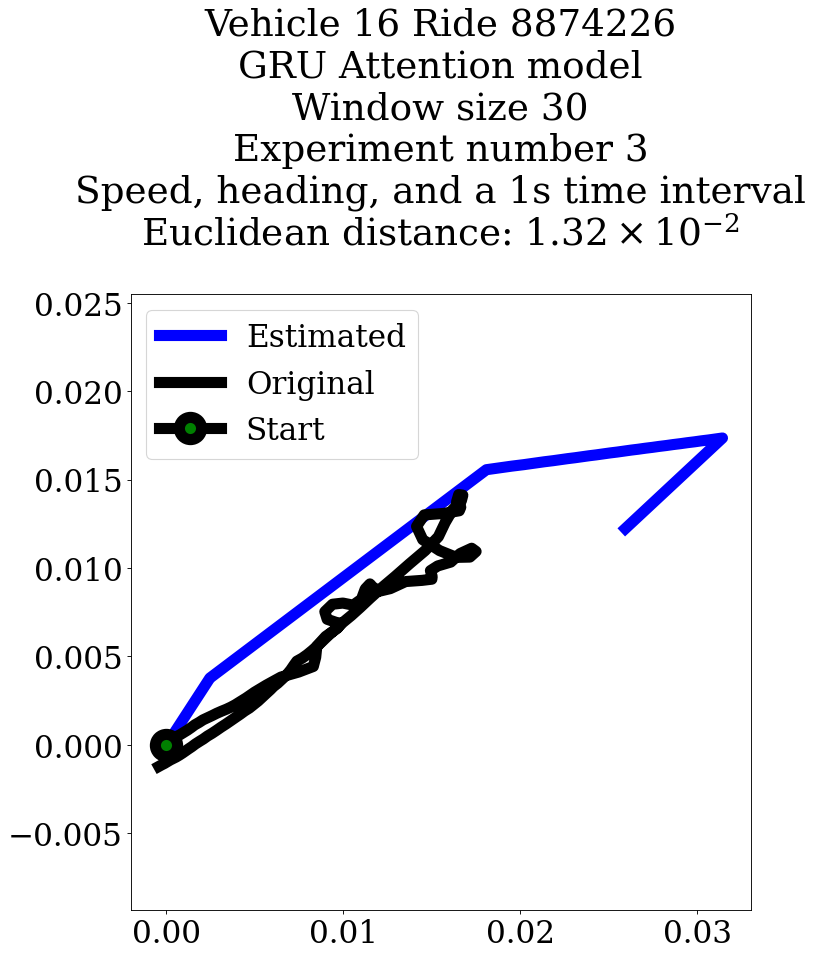 Vehicle 16 Ride 8874226
GRU Attention model
Window size 30
Experiment number 3
Speed, heading, and a 1s time interval
Euclidean distance: 1.32 × 10⁻²
0.025
0.020
0.015
0.010
0.005
0.000
−0.005
Estimated
Original
Start
0.00 0.01 0.02 0.03